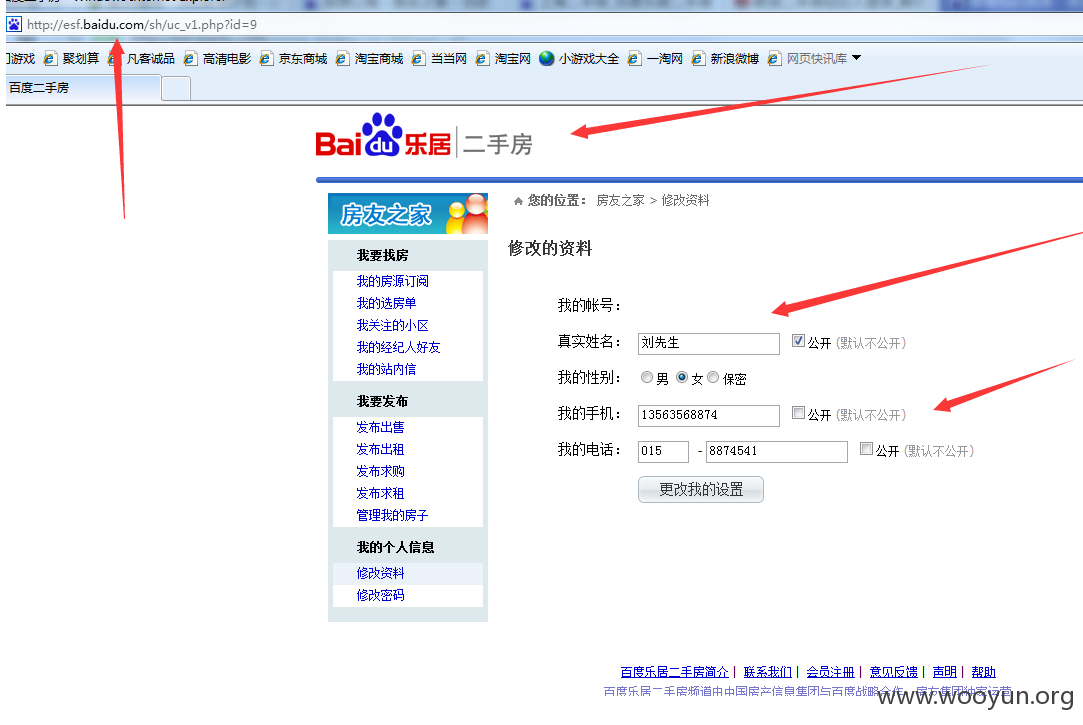 http://esf.baidu.com/sh/uc_v1.php?id=9
游戏 聚划算 凡客诚品 高清电影 京东商城 淘宝商城 当当网 淘宝网 小游戏大全 一淘网 新浪微博 网页快讯库
百度二手房
Bai du 乐居 二手房
房友之家
您的位置： 房友之家 > 修改资料
修改的资料
我要找房
我的房源订阅
我的选房单
我关注的小区
我的经纪人好友
我的站内信
我要发布
发布出售
发布出租
发布求购
发布求租
管理我的房子
我的个人信息
修改资料
修改密码
我的帐号：
真实姓名： 刘先生 公开 (默认不公开)
我的性别： 男 女 保密
我的手机： 13563568874 公开 (默认不公开)
我的电话： 015 - 8874541 公开 (默认不公开)
更改我的设置
百度乐居二手房简介 | 联系我们 | 会员注册 | 意见反馈 | 声明 | 帮助
百度乐居二手房频道由中国房产信息集团与百度战略合作，房友集团独家运营
www.wooyun.org